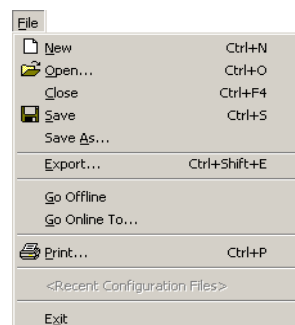 File
New Ctrl+N
Open... Ctrl+O
Close Ctrl+F4
Save Ctrl+S
Save As...
Export... Ctrl+Shift+E
Go Offline
Go Online To...
Print... Ctrl+P
<Recent Configuration Files>
Exit